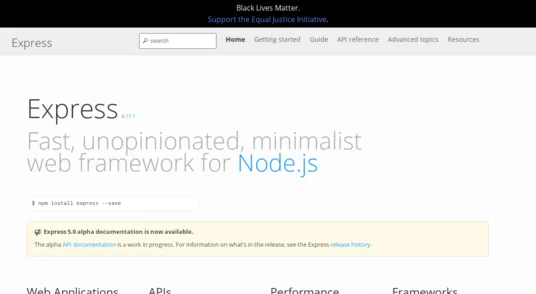 Black Lives Matter.
Support the Equal Justice Initiative.
Express
search
Home Getting started Guide API reference Advanced topics Resources
Express 4.17.1
Fast, unopinionated, minimalist
web framework for Node.js
$ npm install express --save
Express 5.0 alpha documentation is now available.
The alpha API documentation is a work in progress. For information on what's in the release, see the Express release history.
Web Applications APIs Performance Frameworks